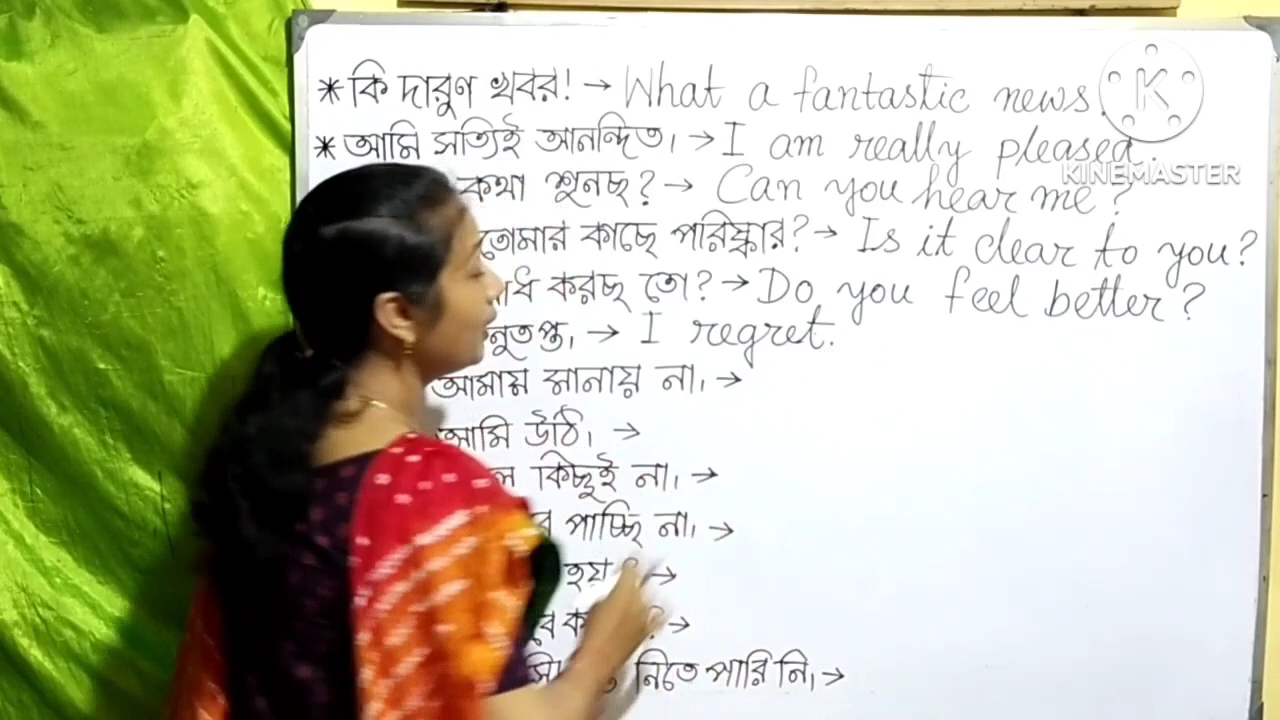 * কি দারুণ খবর! → What a fantastic news.
* আমি সত্যিই আনন্দিত। → I am really pleased.
কথা শুনছ? → Can you hear me?
তোমার কাছে পরিস্কার? → Is it clear to you?
করছ তো? → Do you feel better?
→ I regret.
আমায় মানায় না। →
আমি উঠি। →
কিছুই না। →
পাচ্ছি না। →
হয় →
→
নিতে পারি নি। →
K
KINEMASTER